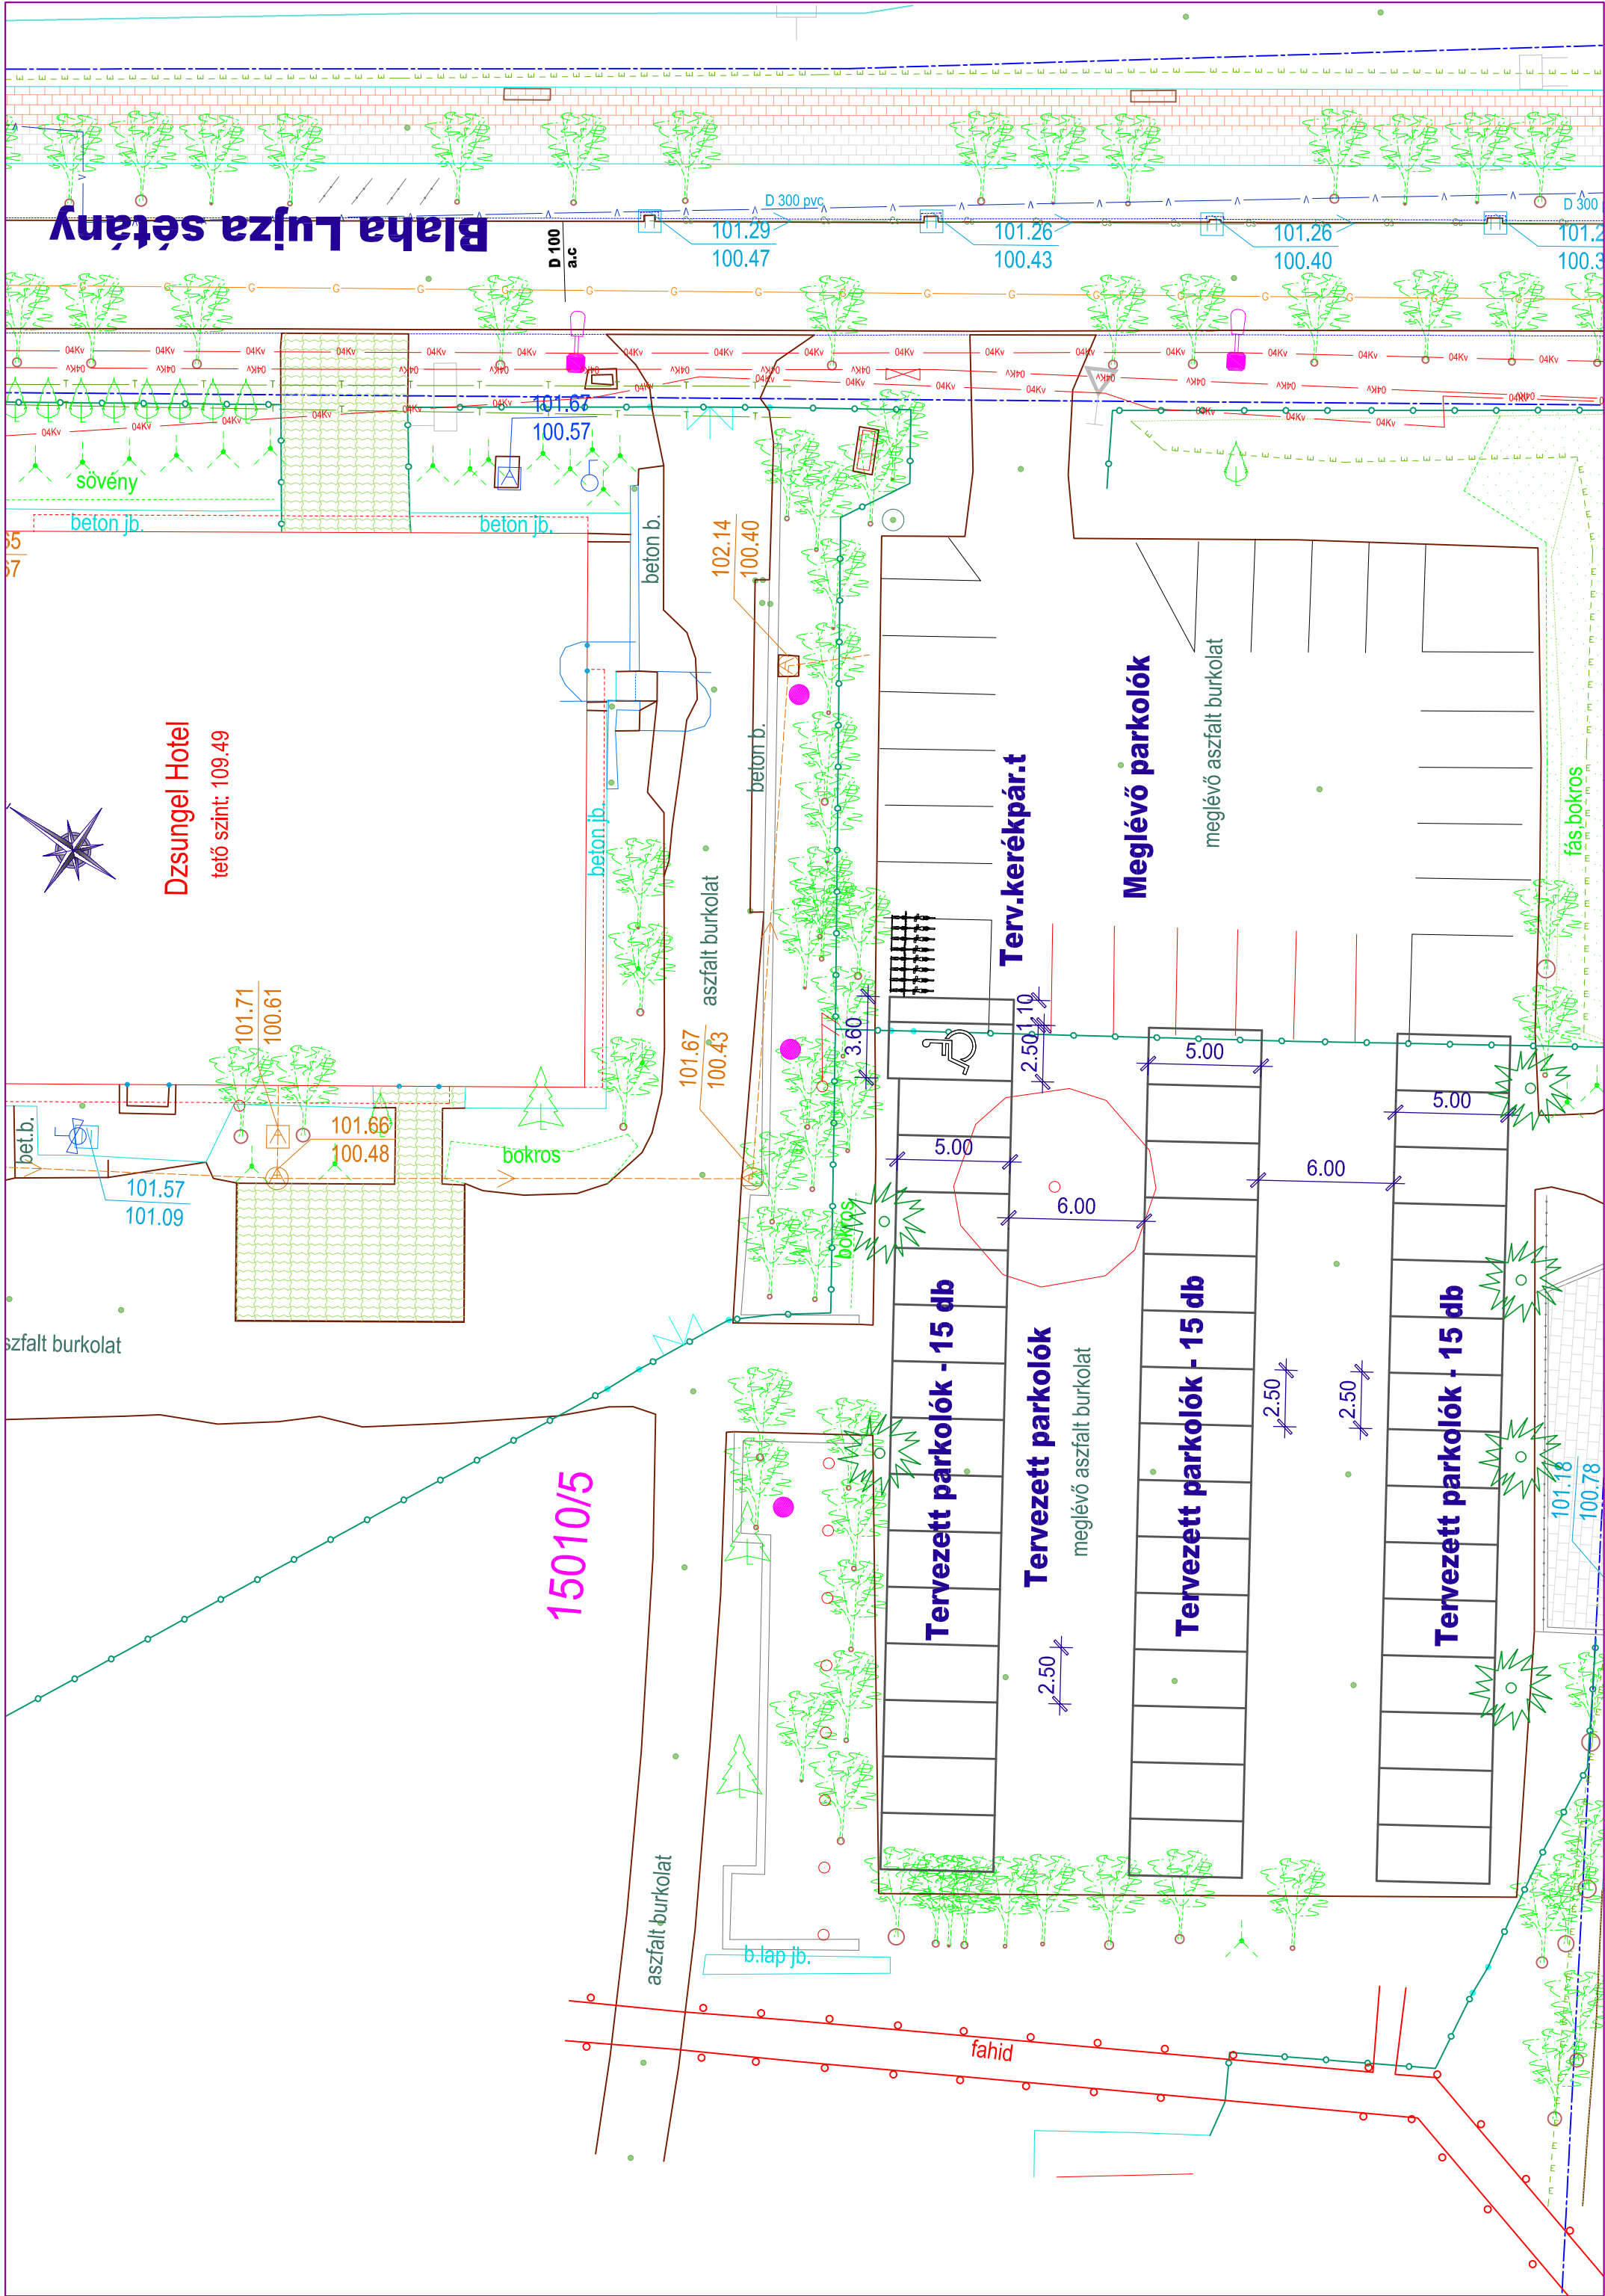 D 300 pvc
D 300
Blaha Lujza sétány
D 100
a.c
101.29
100.47
101.26
100.43
101.26
100.40
101.67
100.57
sövény
beton jb.
beton jb.
beton b.
102.14
100.40
Dzsungel Hotel
tető szint: 109.49
beton jb.
beton b.
aszfalt burkolat
Terv.kerékpár.t
Meglévő parkolók
meglévő aszfalt burkolat
fás bokros
101.71
100.61
101.67
100.43
3.60
2.50
1.10
5.00
5.00
5.00
6.00
6.00
bet.b.
101.66
100.48
101.57
101.09
bokros
bokros
szfalt burkolat
Tervezett parkolók - 15 db
Tervezett parkolók
meglévő aszfalt burkolat
Tervezett parkolók - 15 db
Tervezett parkolók - 15 db
2.50
2.50
2.50
101.18
100.78
15010/5
aszfalt burkolat
b.lap jb.
fahid